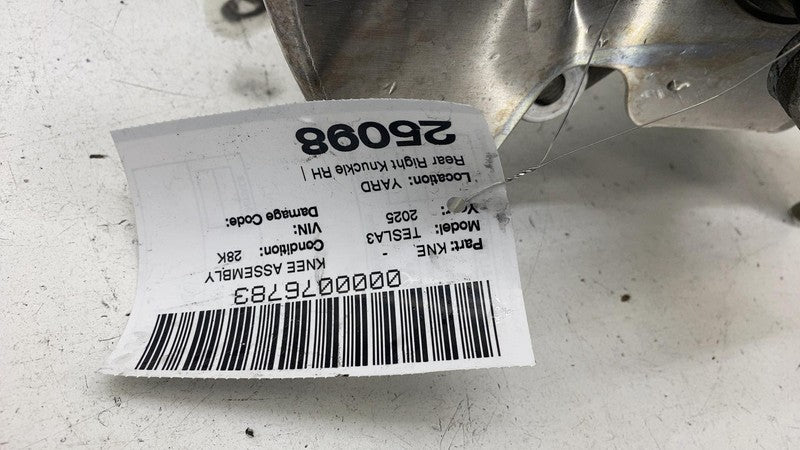 0000076783
Part: KNE - KNEE ASSEMBLY
Model: TESLA3 Condition: 28K
Year: 2025 VIN:
Damage Code:
Location: YARD
Rear Right Knuckle RH |
25098